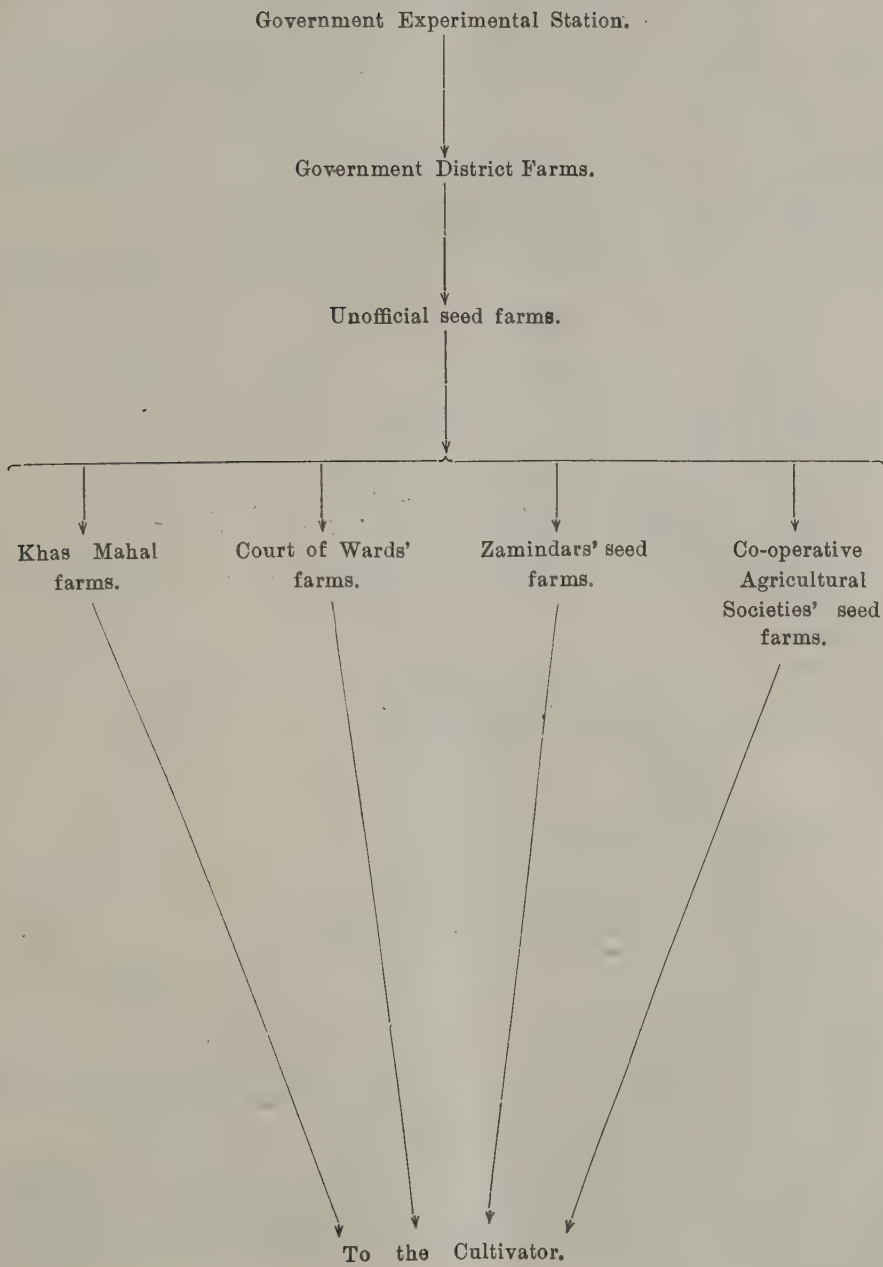 Government Experimental Station.
Government District Farms.
Unofficial seed farms.
Khas Mahal
farms.
Court of Wards'
farms.
Zamindars' seed
farms.
Co-operative
Agricultural
Societies' seed
farms.
To the Cultivator.